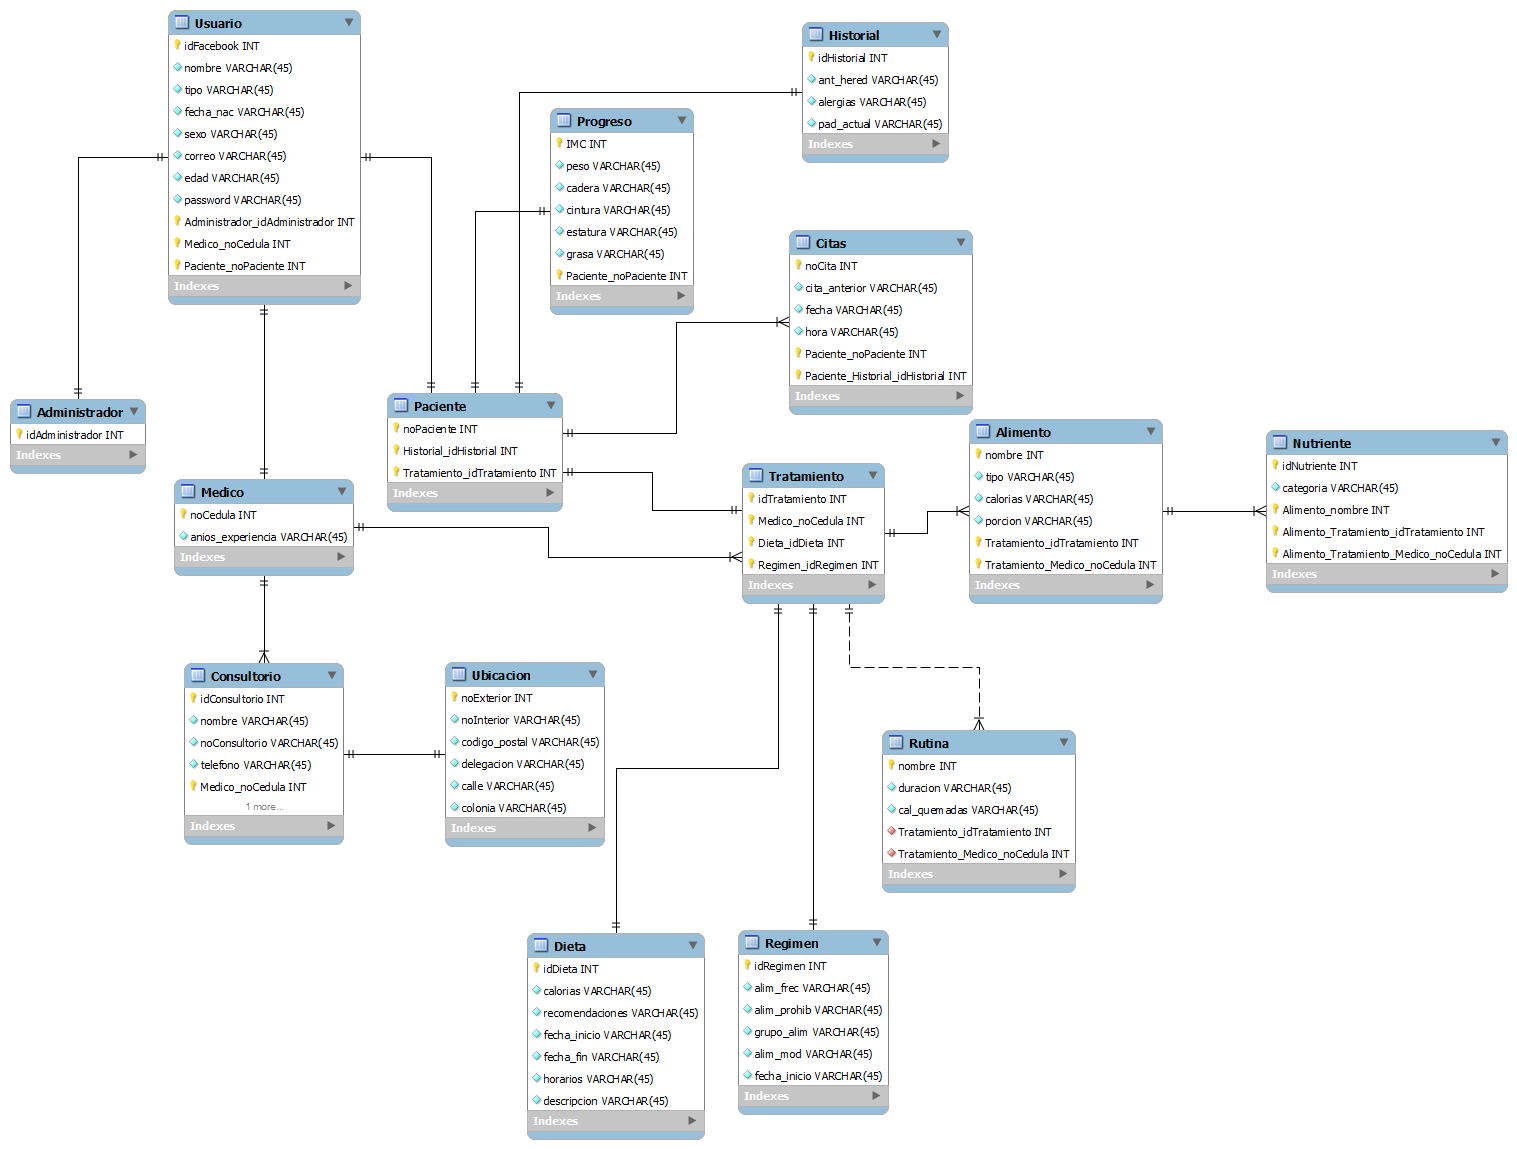 Usuario
idFacebook INT
nombre VARCHAR(45)
tipo VARCHAR(45)
fecha_nac VARCHAR(45)
sexo VARCHAR(45)
correo VARCHAR(45)
edad VARCHAR(45)
password VARCHAR(45)
Administrador_idAdministrador INT
Medico_noCedula INT
Paciente_noPaciente INT
Indexes
Historial
idHistorial INT
ant_hered VARCHAR(45)
alergias VARCHAR(45)
pad_actual VARCHAR(45)
Indexes
Progreso
IMC INT
peso VARCHAR(45)
cadera VARCHAR(45)
cintura VARCHAR(45)
estatura VARCHAR(45)
grasa VARCHAR(45)
Paciente_noPaciente INT
Indexes
Citas
noCita INT
cita_anterior VARCHAR(45)
fecha VARCHAR(45)
hora VARCHAR(45)
Paciente_noPaciente INT
Paciente_Historial_idHistorial INT
Indexes
Administrador
idAdministrador INT
Indexes
Paciente
noPaciente INT
Historial_idHistorial INT
Tratamiento_idTratamiento INT
Indexes
Medico
noCedula INT
anios_experiencia VARCHAR(45)
Indexes
Tratamiento
idTratamiento INT
Medico_noCedula INT
Dieta_idDieta INT
Regimen_idRegimen INT
Indexes
Alimento
nombre INT
tipo VARCHAR(45)
calorias VARCHAR(45)
porcion VARCHAR(45)
Tratamiento_idTratamiento INT
Tratamiento_Medico_noCedula INT
Indexes
Nutriente
idNutriente INT
categoria VARCHAR(45)
Alimento_nombre INT
Alimento_Tratamiento_idTratamiento INT
Alimento_Tratamiento_Medico_noCedula INT
Indexes
Consultorio
idConsultorio INT
nombre VARCHAR(45)
noConsultorio VARCHAR(45)
telefono VARCHAR(45)
Medico_noCedula INT
1 more...
Indexes
Ubicacion
noExterior INT
noInterior VARCHAR(45)
codigo_postal VARCHAR(45)
delegacion VARCHAR(45)
calle VARCHAR(45)
colonia VARCHAR(45)
Indexes
Rutina
nombre INT
duracion VARCHAR(45)
cal_quemadas VARCHAR(45)
Tratamiento_idTratamiento INT
Tratamiento_Medico_noCedula INT
Indexes
Dieta
idDieta INT
calorias VARCHAR(45)
recomendaciones VARCHAR(45)
fecha_inicio VARCHAR(45)
fecha_fin VARCHAR(45)
horarios VARCHAR(45)
descripcion VARCHAR(45)
Indexes
Regimen
idRegimen INT
alim_frec VARCHAR(45)
alim_prohib VARCHAR(45)
grupo_alim VARCHAR(45)
alim_mod VARCHAR(45)
fecha_inicio VARCHAR(45)
Indexes